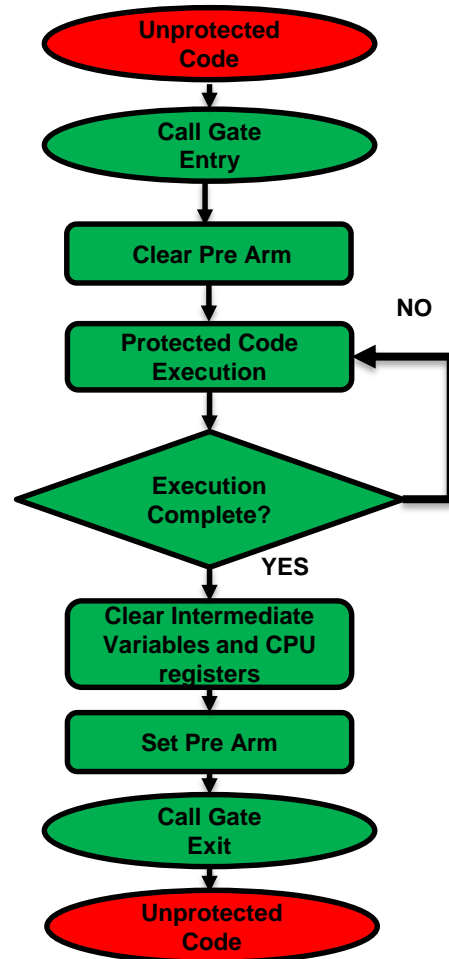 Unprotected
Code
Call Gate
Entry
Clear Pre Arm
NO
Protected Code
Execution
Execution
Complete?
YES
Clear Intermediate
Variables and CPU
registers
Set Pre Arm
Call Gate
Exit
Unprotected
Code